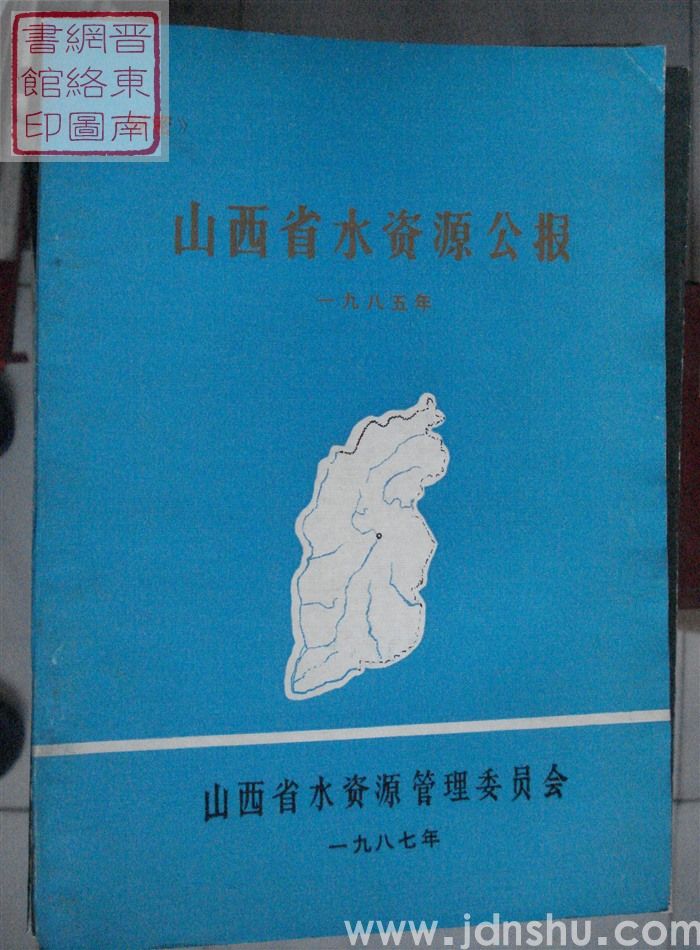 晋東南
網絡圖
書館印
》
山西省水资源公报
一九八五年
山西省水资源管理委员会
一九八七年
www.jdnshu.com